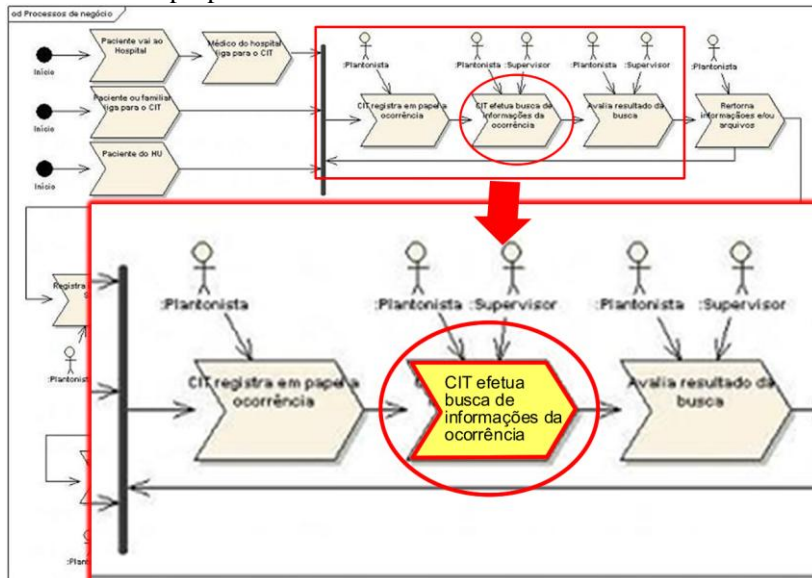 od Processos de negócio
Paciente vai ao
Hospital
Médico do hospital
liga para o CIT
Início
Paciente ou familiar
liga para o CIT
Início
Paciente do HU
Início
:Plantonista
:Plantonista
:Supervisor
:Plantonista
:Supervisor
:Plantonista
CIT registra em papel a
ocorrência
CIT efetua busca de
informações da
ocorrência
Avalia resultado da
busca
Retorna
informações e/ou
arquivos
Registra
:Plantonista
:Plan
:Plantonista
:Plantonista
:Supervisor
:Plantonista
:Supervisor
CIT registra em papel a
ocorrência
CIT efetua
busca de
informações da
ocorrência
Avalia resultado da
busca